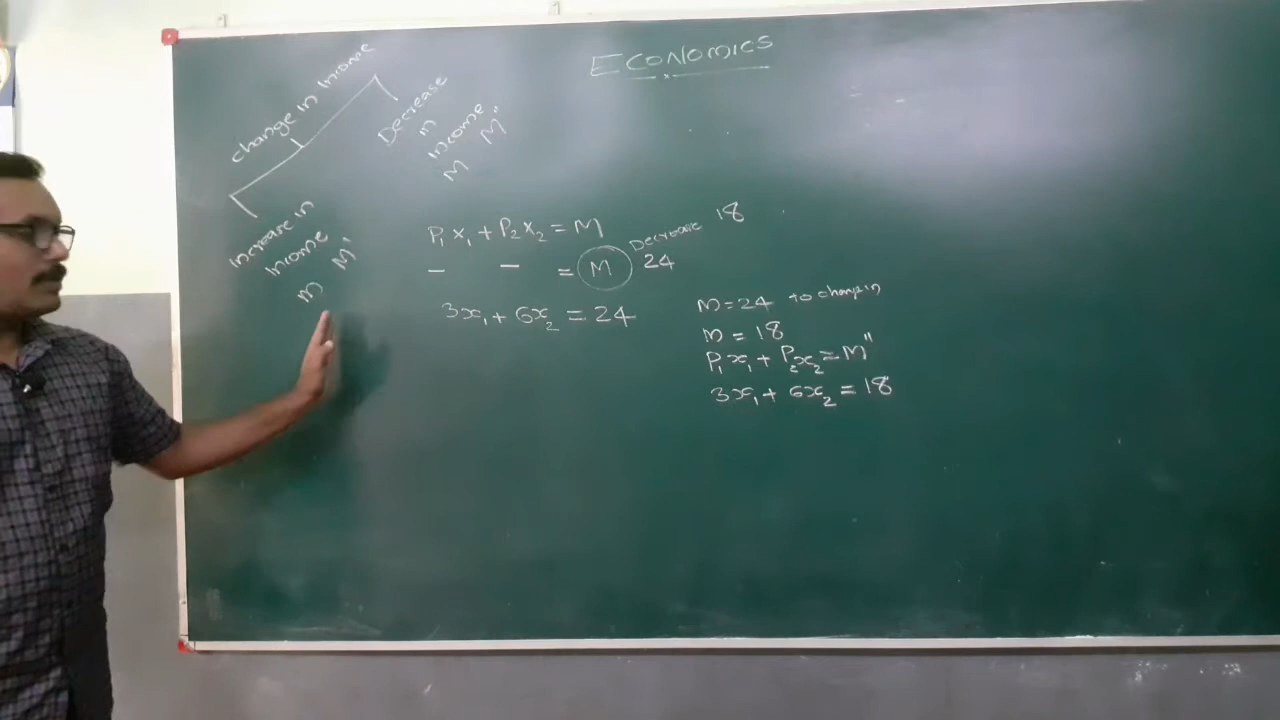 ECONOMICS
Change in Income
Increase in
Income
M M"
Decrease
in
Income
M M"
P₁x₁ + P₂x₂ = M
— — = M 24
Decrease 18
3x₁ + 6x₂ = 24
M = 24 to change in
M = 18
P₁x₁ + P₂x₂ = M"
3x₁ + 6x₂ = 18